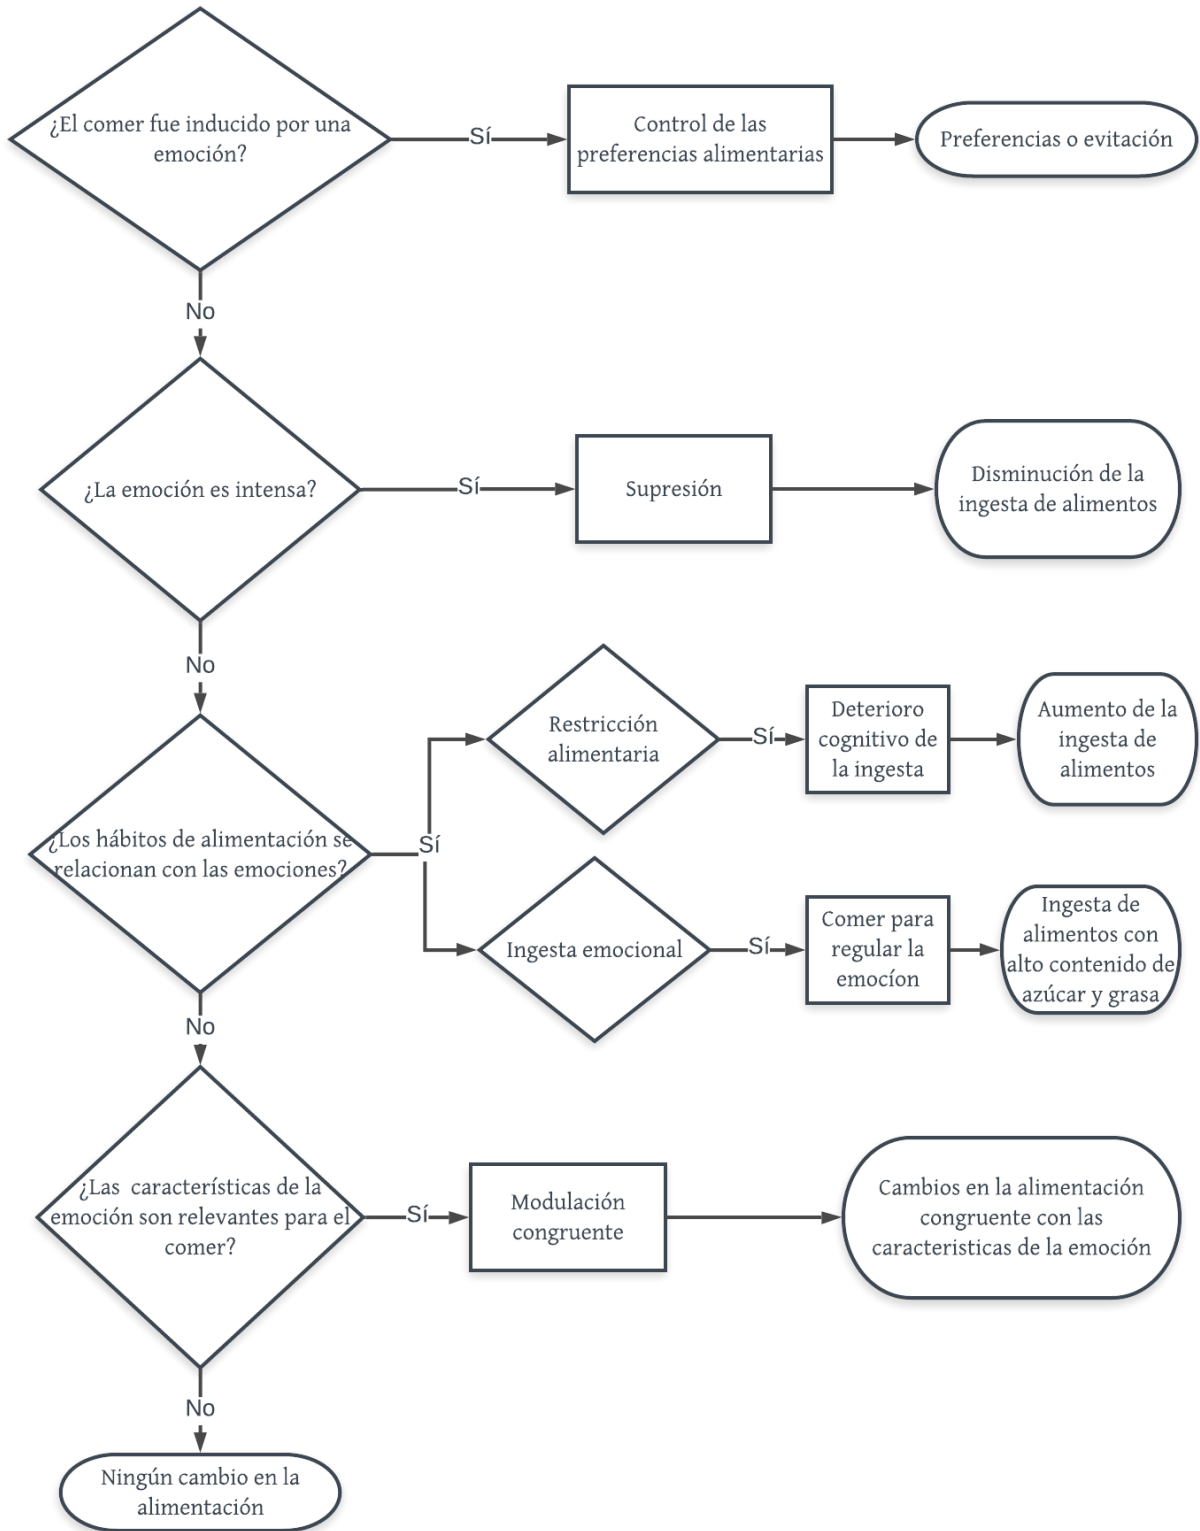 ¿El comer fue inducido por una
emoción?
Sí
Control de las
preferencias alimentarias
Preferencias o evitación
No
¿La emoción es intensa?
Sí
Supresión
Disminución de la
ingesta de alimentos
No
¿Los hábitos de alimentación se
relacionan con las emociones?
Sí
Restricción
alimentaria
Sí
Deterioro
cognitivo de
la ingesta
Aumento de la
ingesta de
alimentos
Ingesta emocional
Sí
Comer para
regular la
emocíon
Ingesta de
alimentos con
alto contenido de
azúcar y grasa
No
¿Las  características de la
emoción son relevantes para el
comer?
Sí
Modulación
congruente
Cambios en la alimentación
congruente con las
caracteristicas de la emoción
No
Ningún cambio en la
alimentación